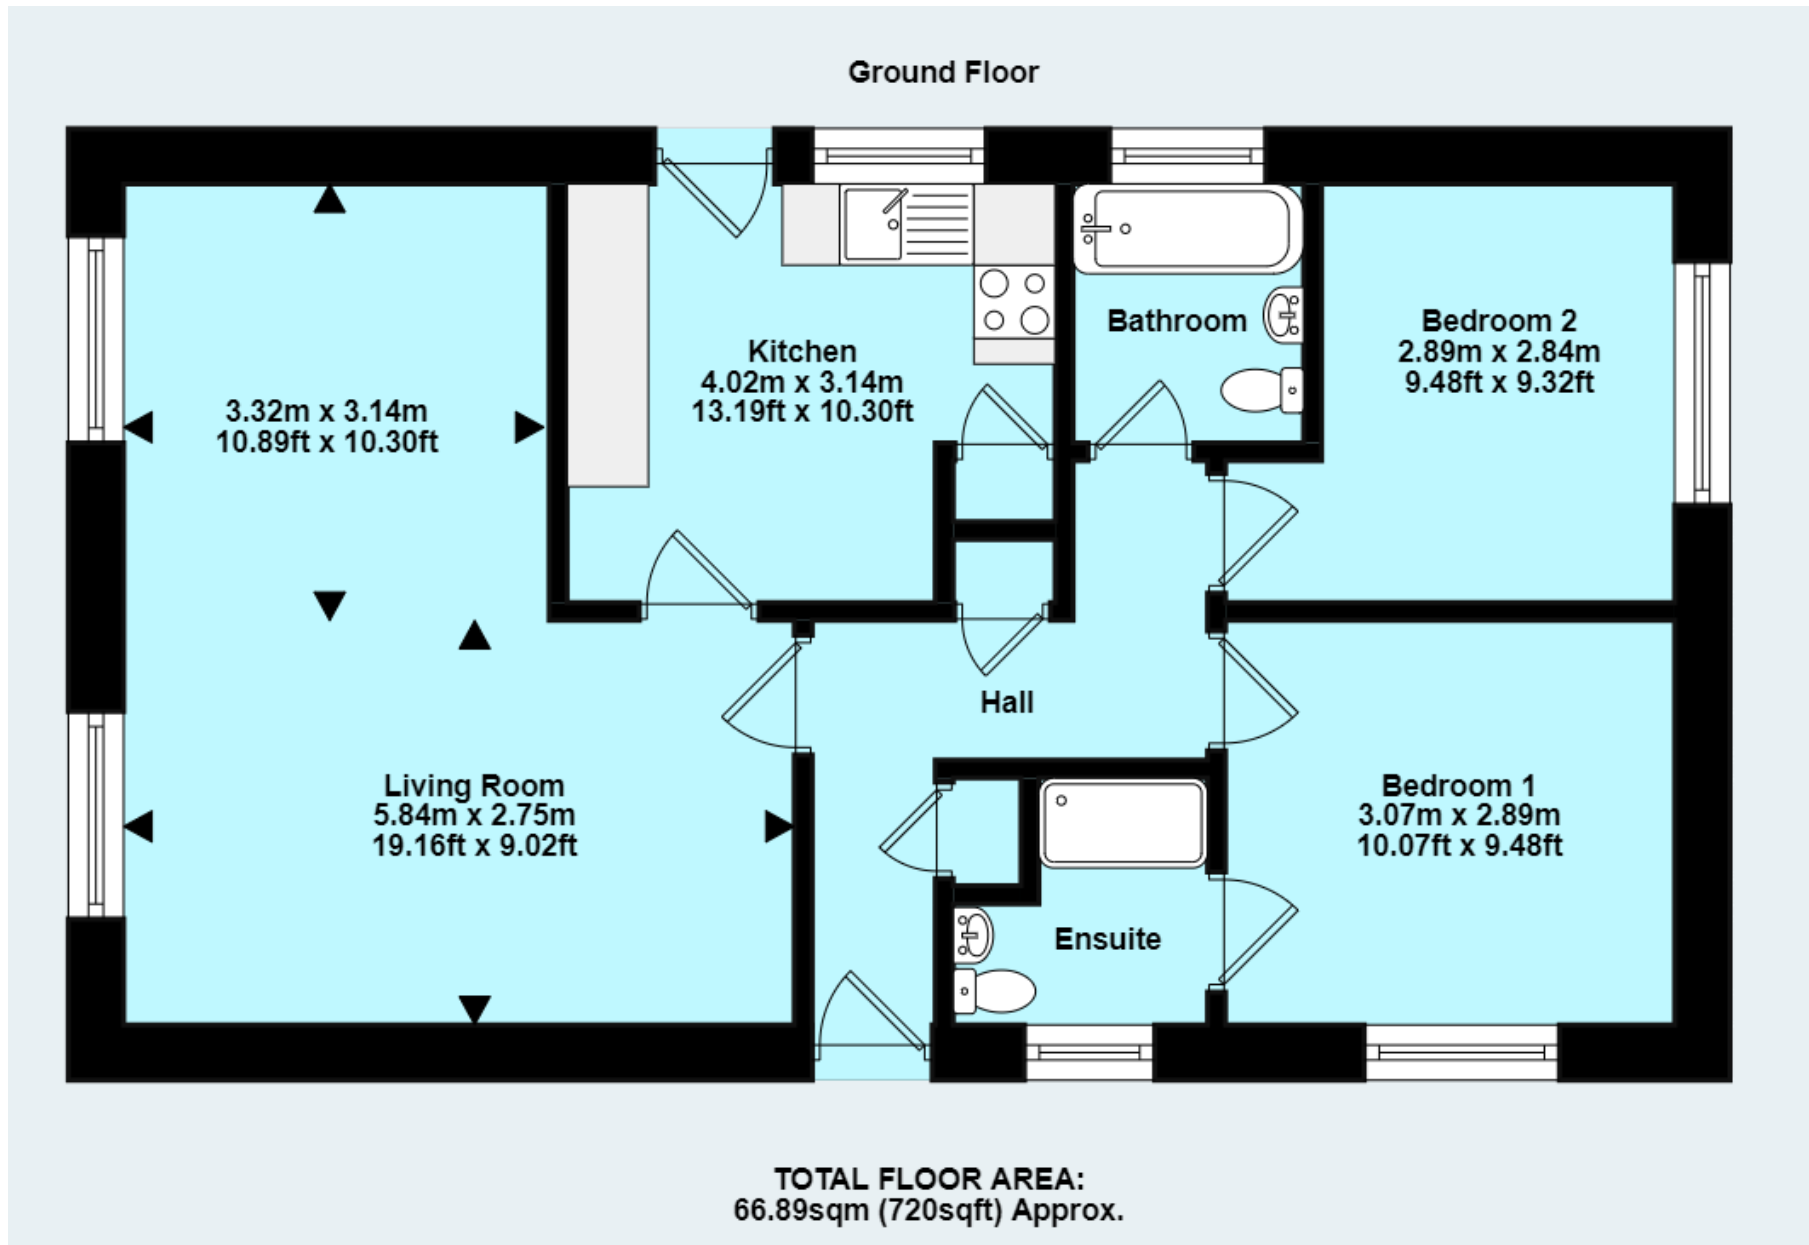 Ground Floor
3.32m x 3.14m
10.89ft x 10.30ft
Kitchen
4.02m x 3.14m
13.19ft x 10.30ft
Bathroom
Bedroom 2
2.89m x 2.84m
9.48ft x 9.32ft
Hall
Living Room
5.84m x 2.75m
19.16ft x 9.02ft
Bedroom 1
3.07m x 2.89m
10.07ft x 9.48ft
Ensuite
TOTAL FLOOR AREA:
66.89sqm (720sqft) Approx.